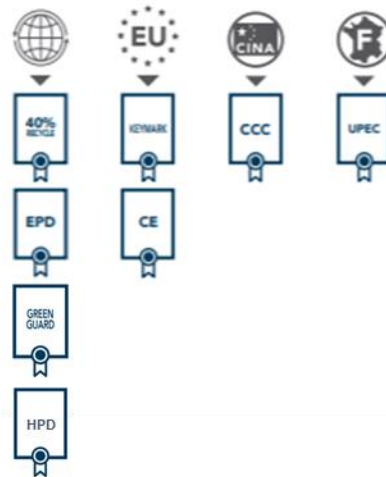 EU
CINA
F
40%
RECYCLE
KEYMARK
CCC
UPEC
EPD
CE
GREEN
GUARD
HPD